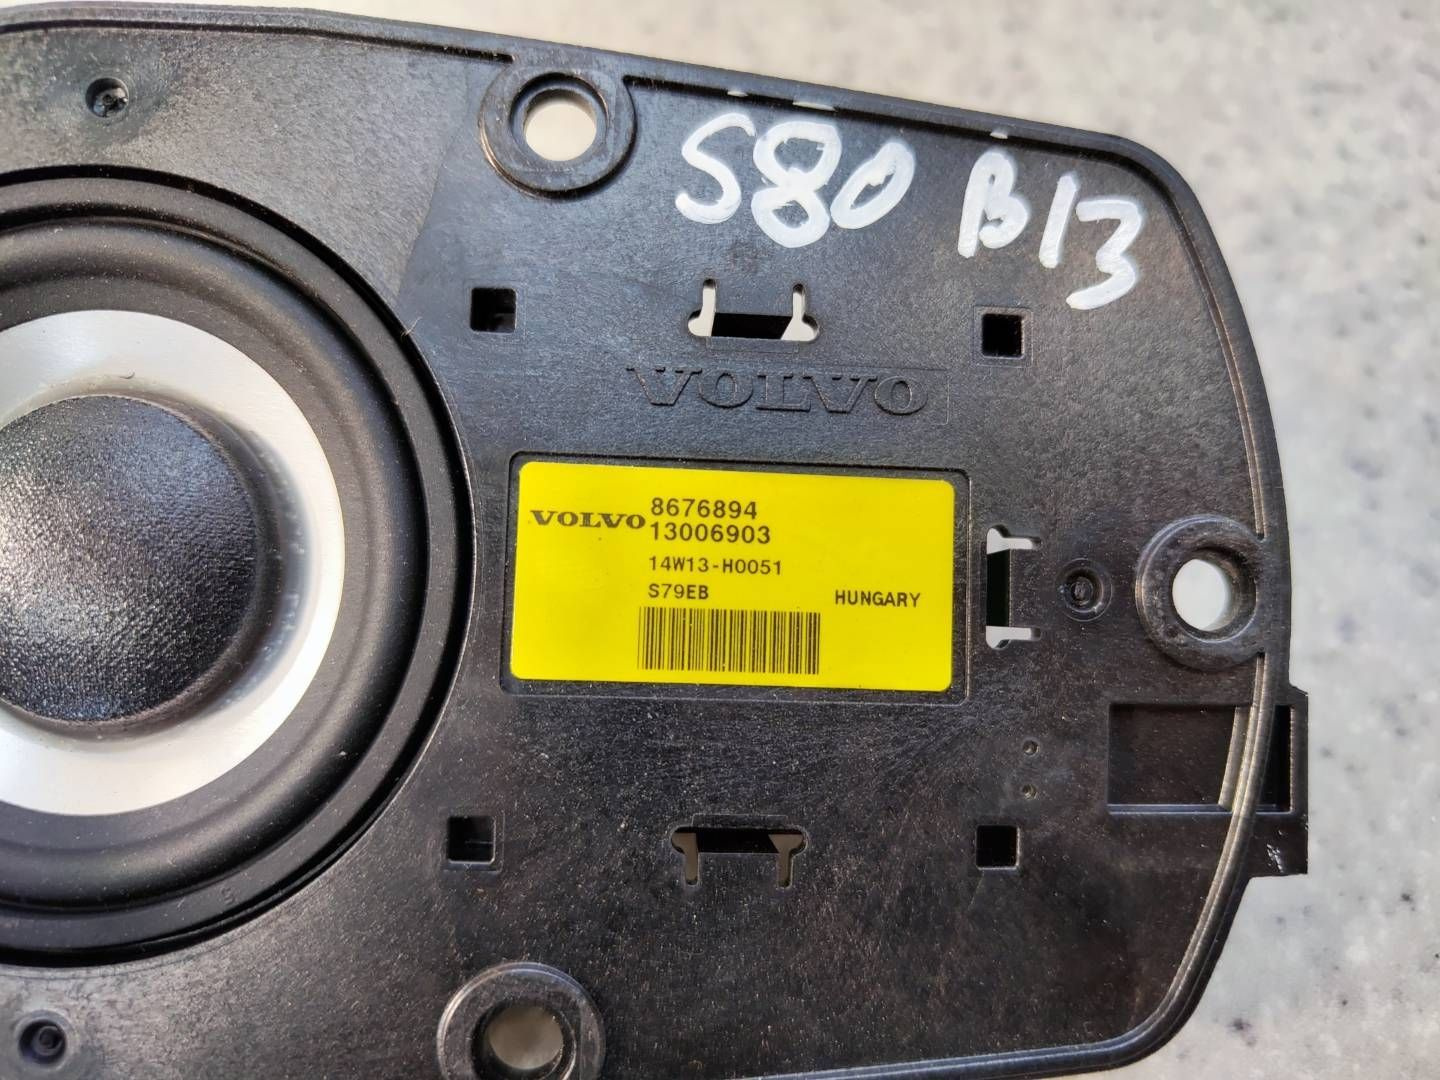 S80 B13
VOLVO
VOLVO 8676894
13006903
14W13-H0051
S79EB HUNGARY